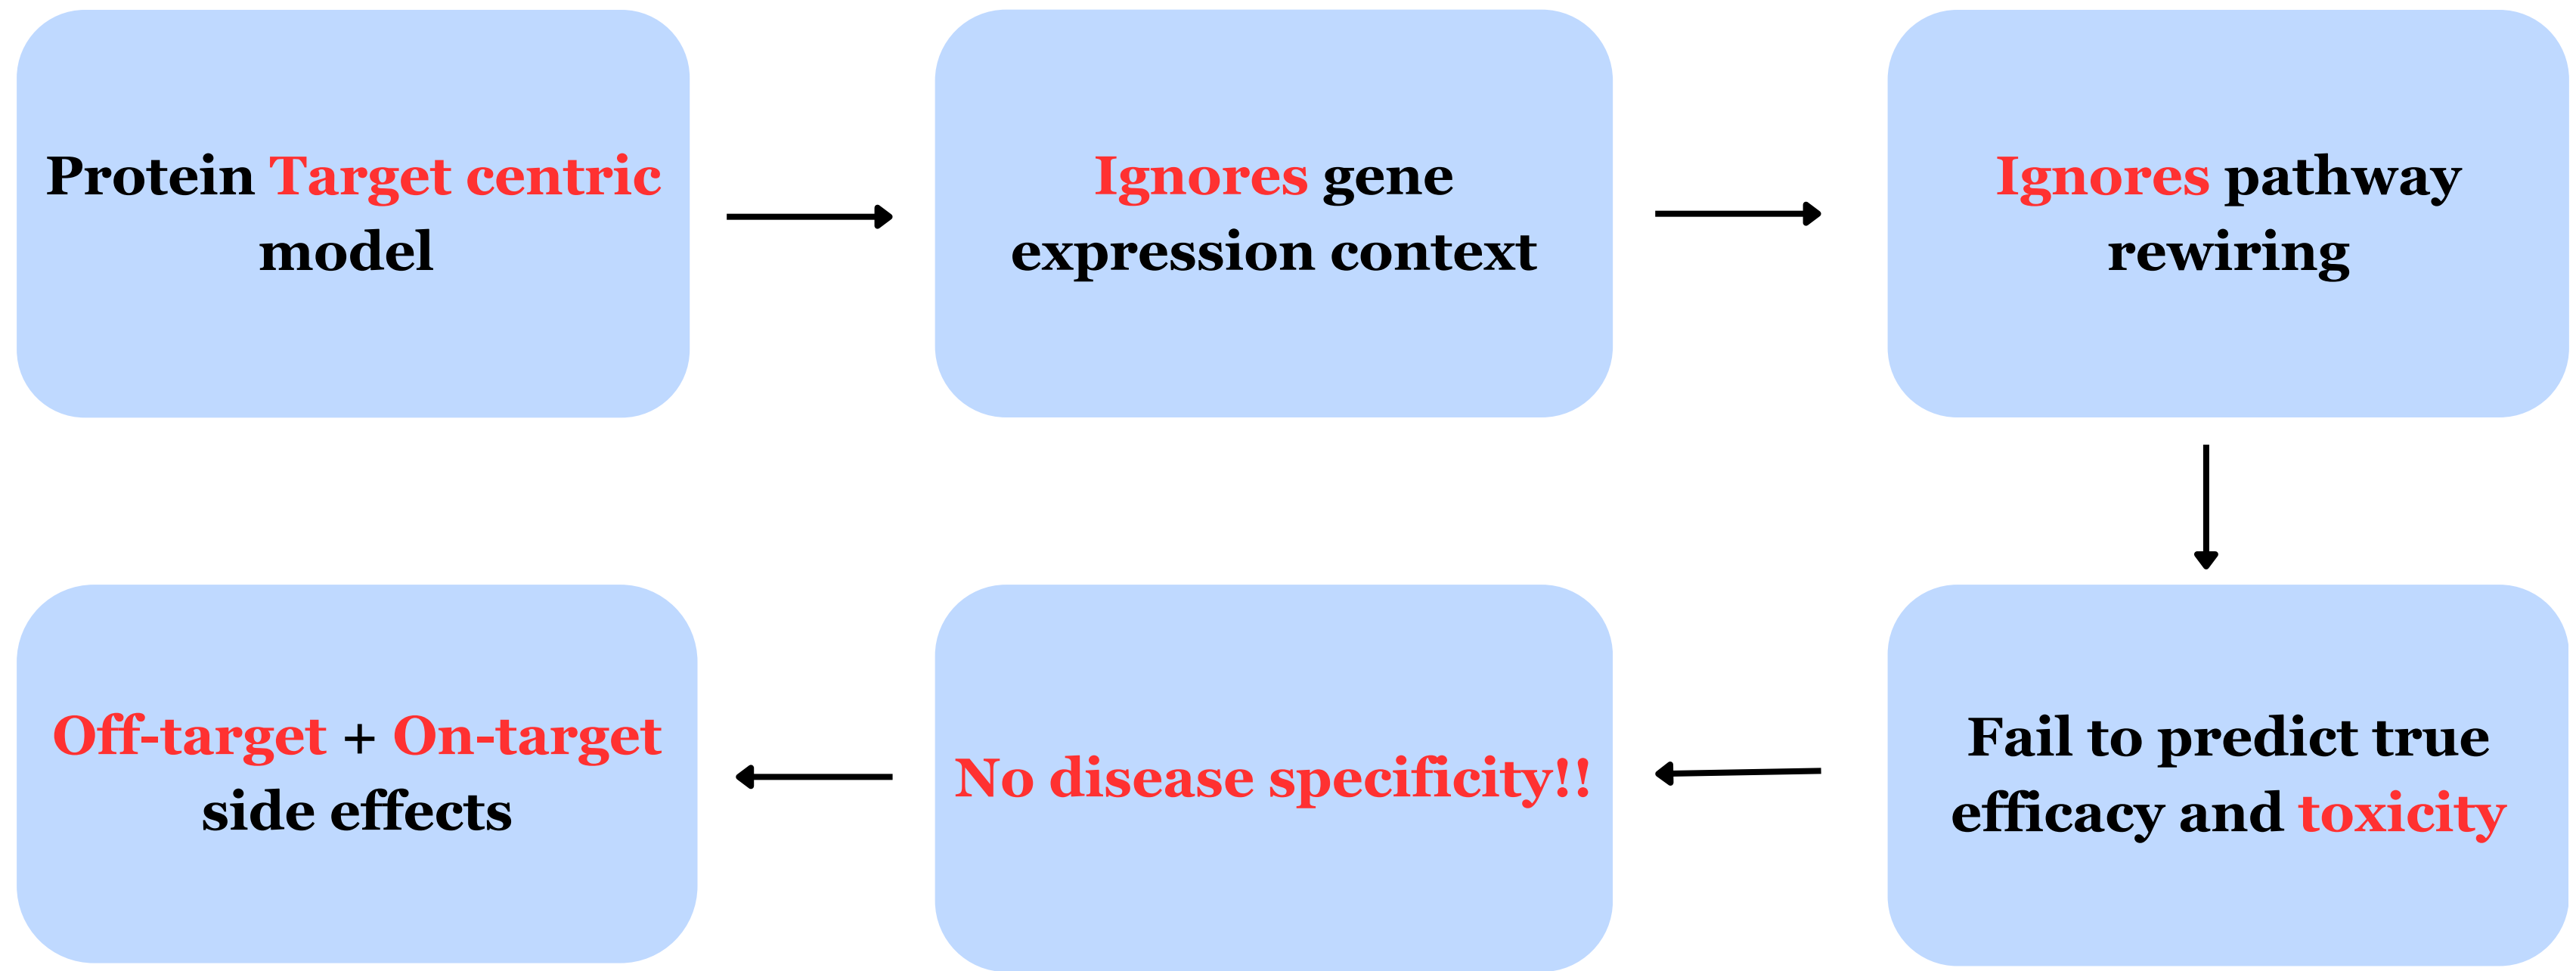 Protein Target centric
model
Ignores gene
expression context
Ignores pathway
rewiring
Fail to predict true
efficacy and toxicity
No disease specificity!!
Off-target + On-target
side effects